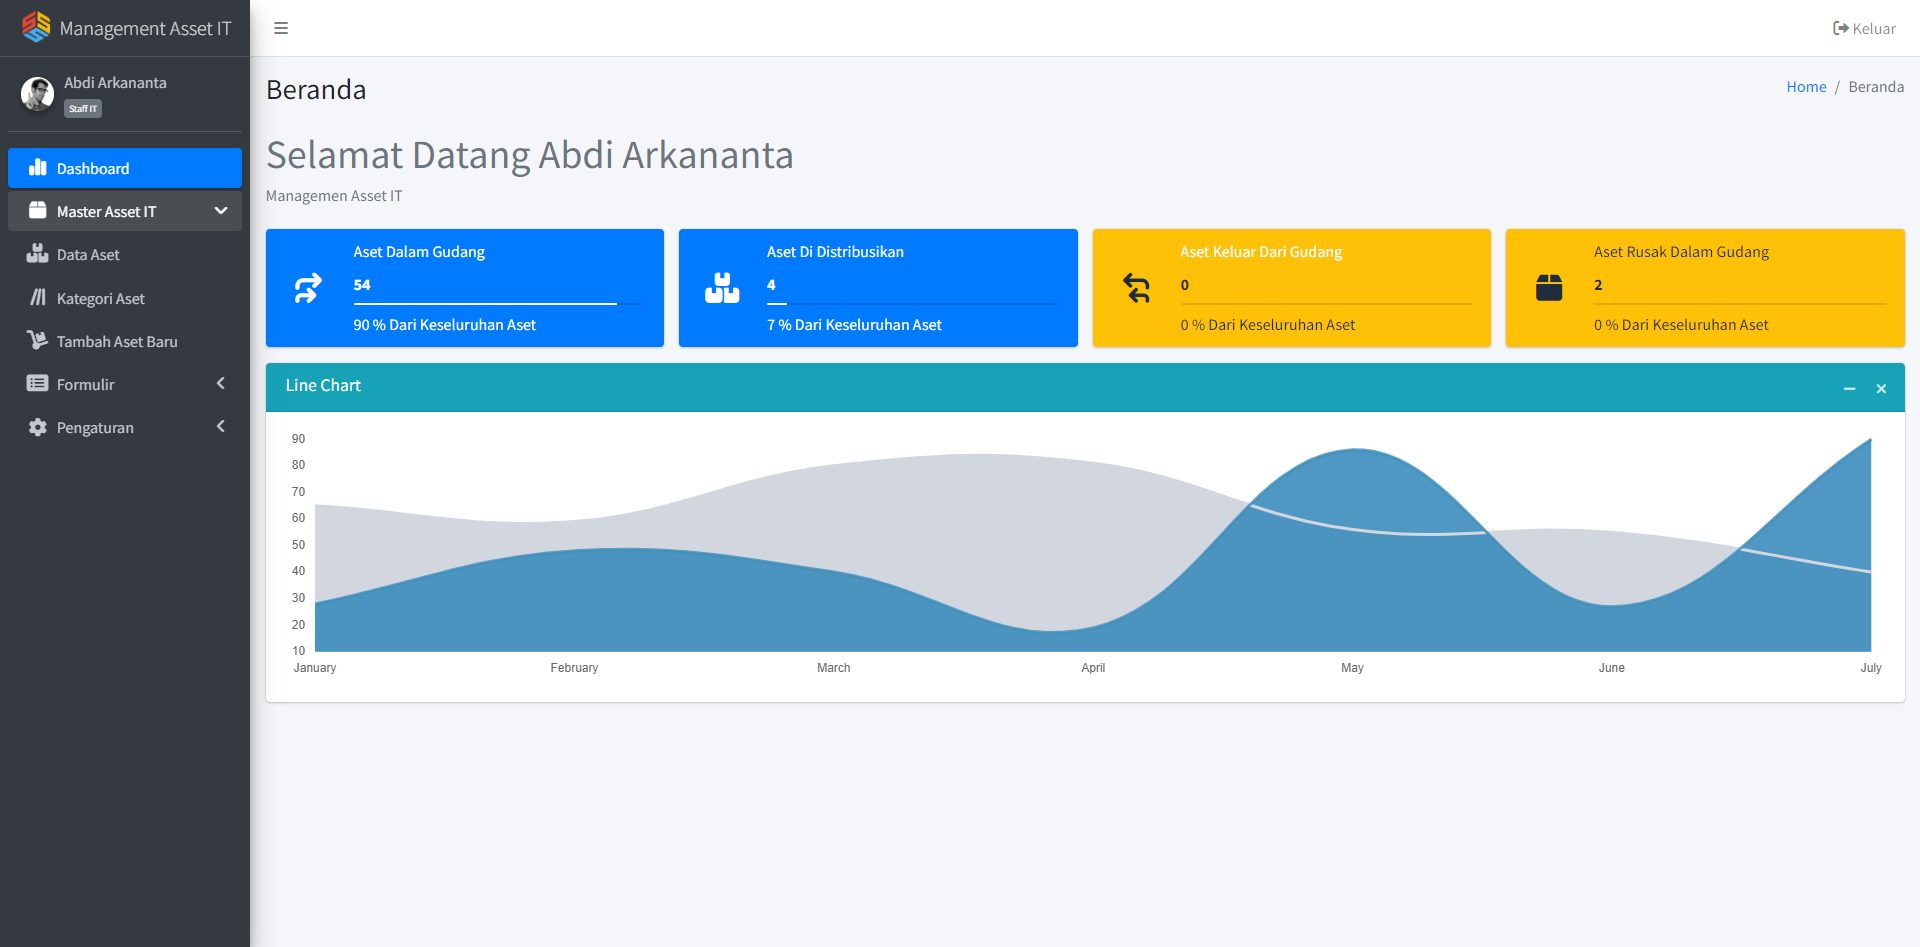 Management Asset IT
Keluar
Abdi Arkananta
Staff IT
Dashboard
Master Asset IT
Data Aset
Kategori Aset
Tambah Aset Baru
Formulir
Pengaturan
Beranda
Home / Beranda
Selamat Datang Abdi Arkananta
Managemen Asset IT
Aset Dalam Gudang
54
90 % Dari Keseluruhan Aset
Aset Di Distribusikan
4
7 % Dari Keseluruhan Aset
Aset Keluar Dari Gudang
0
0 % Dari Keseluruhan Aset
Aset Rusak Dalam Gudang
2
0 % Dari Keseluruhan Aset
Line Chart
90
80
70
60
50
40
30
20
10
January February March April May June July